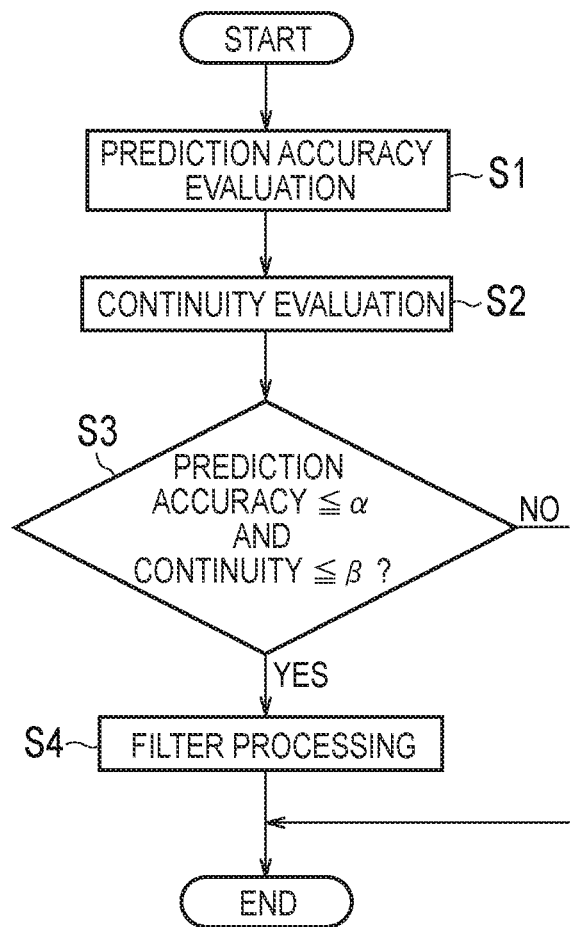 START
PREDICTION ACCURACY
EVALUATION
S1
CONTINUITY EVALUATION
S2
S3
PREDICTION
ACCURACY ≦ α
AND
CONTINUITY ≦ β ?
NO
YES
S4
FILTER PROCESSING
END